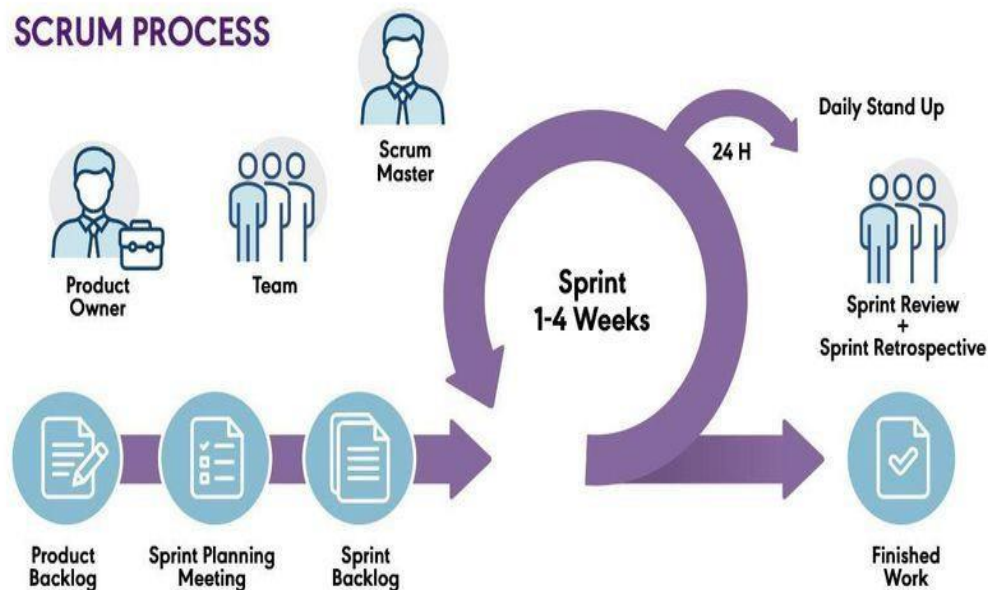 SCRUM PROCESS
Scrum
Master
Product
Owner
Team
Daily Stand Up
24 H
Sprint
1-4 Weeks
Sprint Review
+
Sprint Retrospective
Product
Backlog
Sprint Planning
Meeting
Sprint
Backlog
Finished
Work